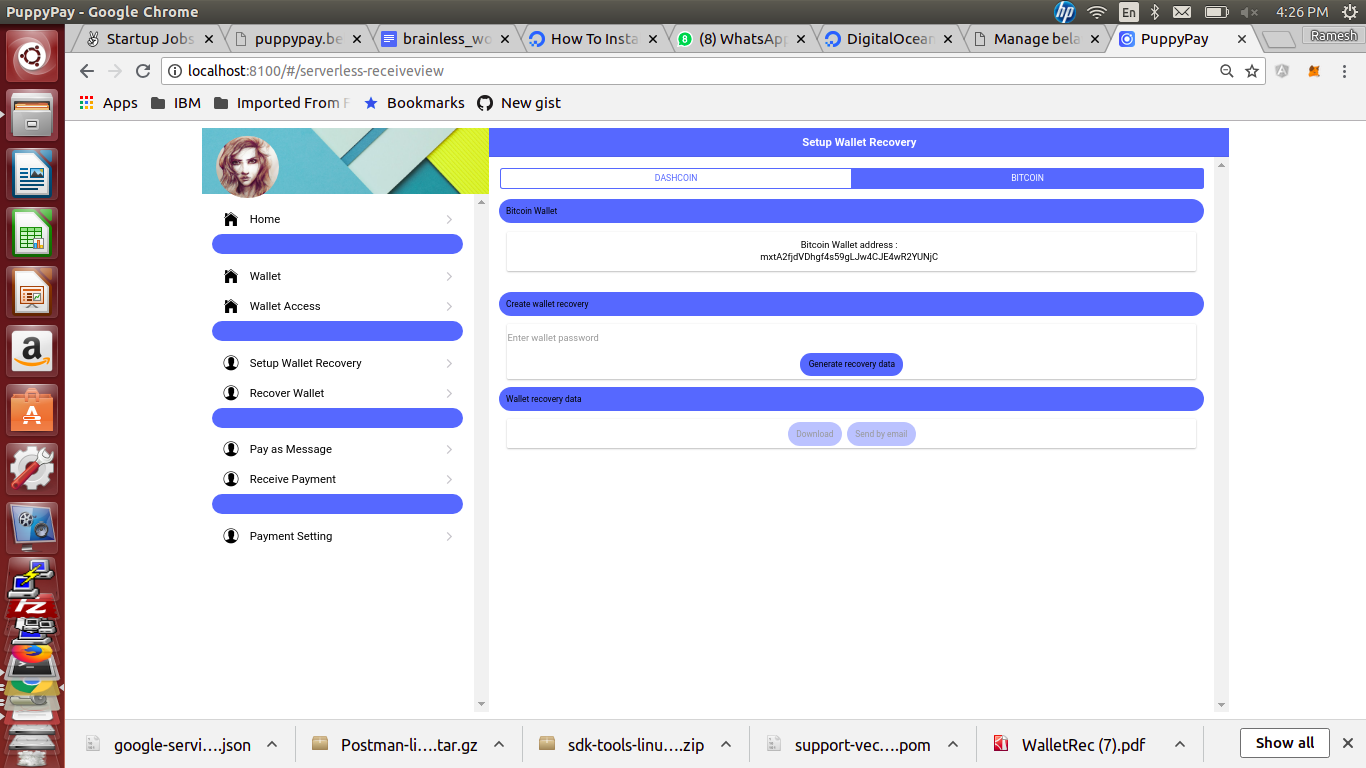 PuppyPay - Google Chrome
En
4:26 PM
Startup Jobs
puppypay.be
brainless_wo
How To Insta
(8) WhatsApp
DigitalOcean
Manage bela
PuppyPay
Ramesh
localhost:8100/#/serverless-receiveview
Apps
IBM
Imported From F
Bookmarks
New gist
Setup Wallet Recovery
DASHCOIN
BITCOIN
Home
Wallet
Wallet Access
Setup Wallet Recovery
Recover Wallet
Pay as Message
Receive Payment
Payment Setting
Bitcoin Wallet
Bitcoin Wallet address :
mxtA2fjdVDhgf4s59gLJw4CJE4wR2YUNjC
Create wallet recovery
Enter wallet password
Generate recovery data
Wallet recovery data
Download
Send by email
google-servi....json
Postman-li....tar.gz
sdk-tools-linu....zip
support-vec....pom
WalletRec (7).pdf
Show all